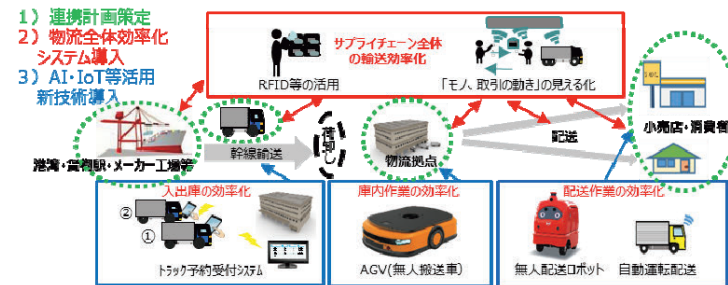 1）連携計画策定
2）物流全体効率化
システム導入
3）AI・IoT等活用
新技術導入
サプライチェーン全体
の輸送効率化
RFID等の活用
「モノ、取引の動き」の見える化
港湾・貨物駅・メーカー工場等
幹線輸送
荷卸し
物流拠点
配送
小売店・消費者
入出庫の効率化
②
①
トラック予約受付システム
庫内作業の効率化
AGV(無人搬送車)
配送作業の効率化
無人配送ロボット
自動運転配送